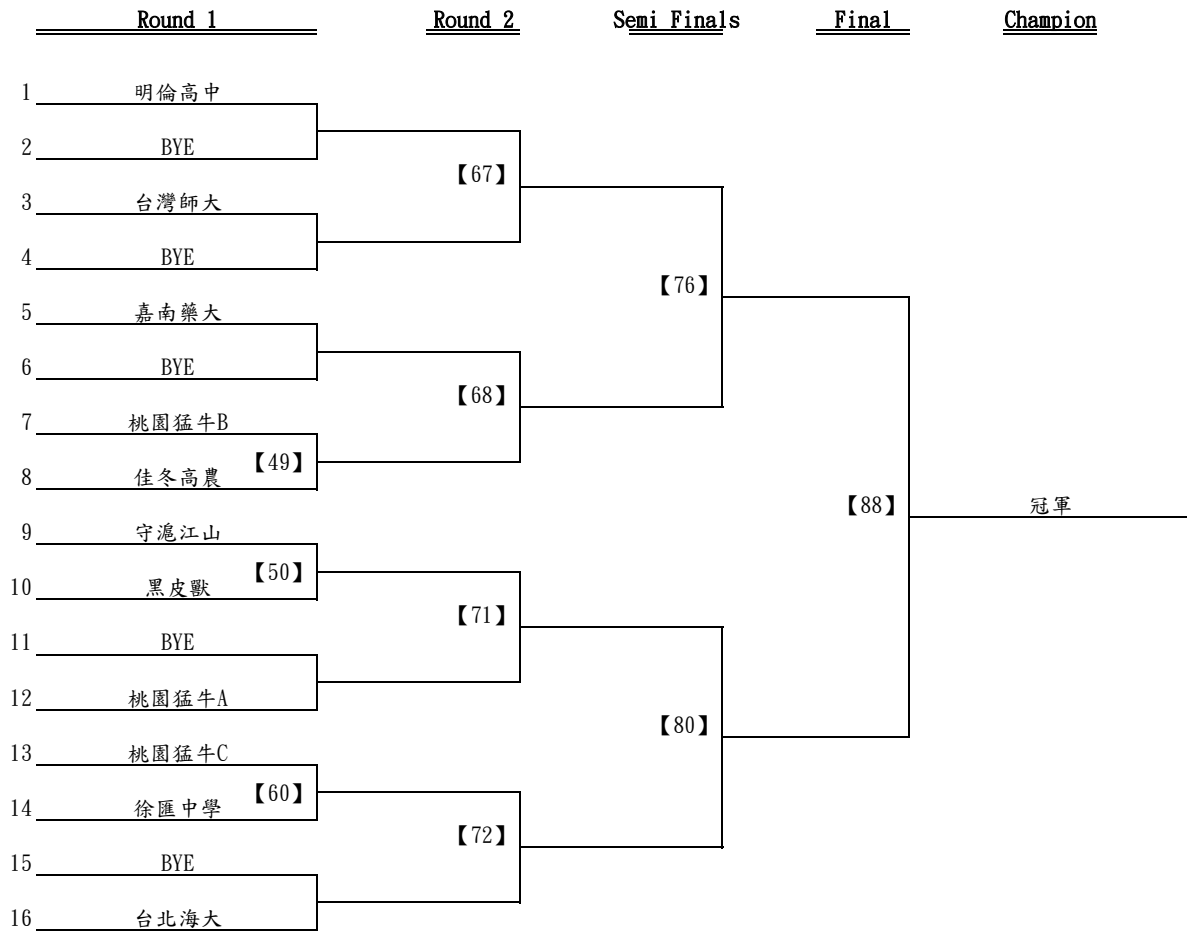 Round 1 Round 2 Semi Finals Final Champion
1 明倫高中
2 BYE
【67】
3 台灣師大
4 BYE
【76】
5 嘉南藥大
6 BYE
【68】
7 桃園猛牛B
【49】
8 佳冬高農
【88】 冠軍
9 守滬江山
【50】
10 黑皮獸
【71】
11 BYE
12 桃園猛牛A
【80】
13 桃園猛牛C
【60】
14 徐匯中學
【72】
15 BYE
16 台北海大